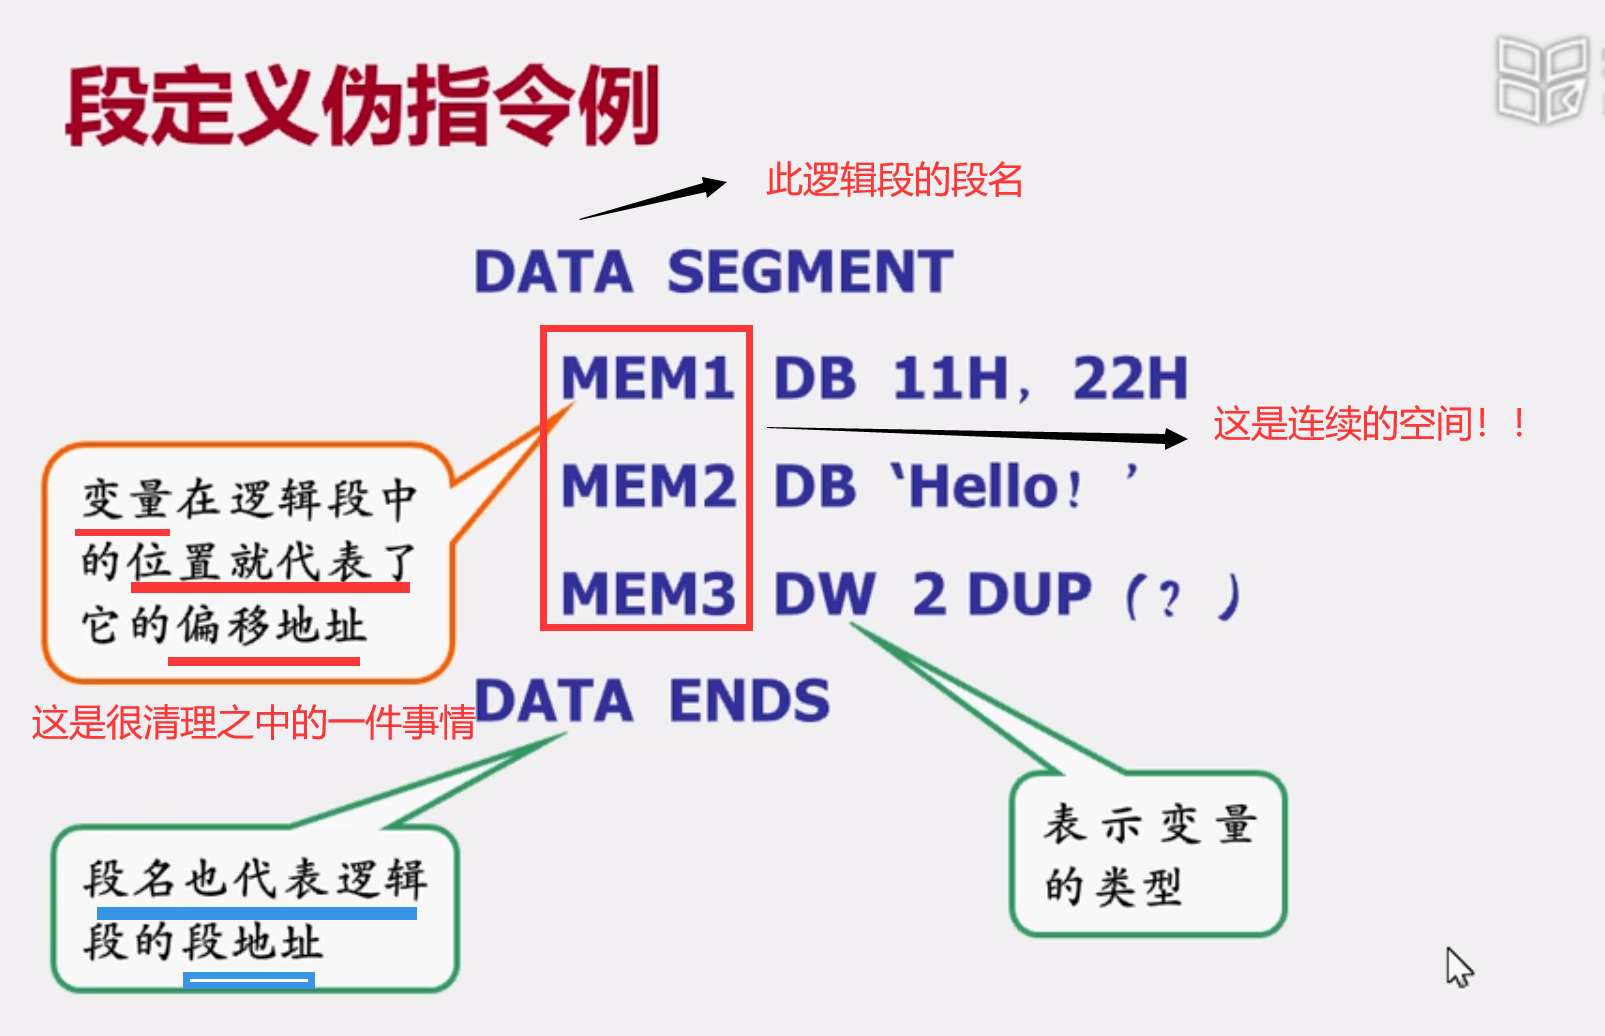 段定义伪指令例
此逻辑段的段名
DATA SEGMENT
MEM1 DB 11H，22H
这是连续的空间！！
MEM2 DB ‘Hello！’
MEM3 DW 2 DUP（？）
DATA ENDS
变量在逻辑段中
的位置就代表了
它的偏移地址
这是很清理之中的一件事情
段名也代表逻辑
段的段地址
表示变量
的类型